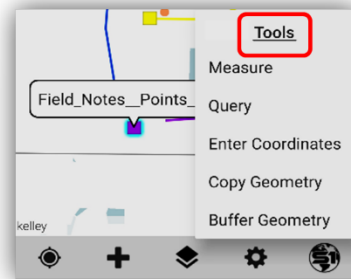 Tools
Measure
Field_Notes__Points_
Query
Enter Coordinates
Copy Geometry
kelley
Buffer Geometry